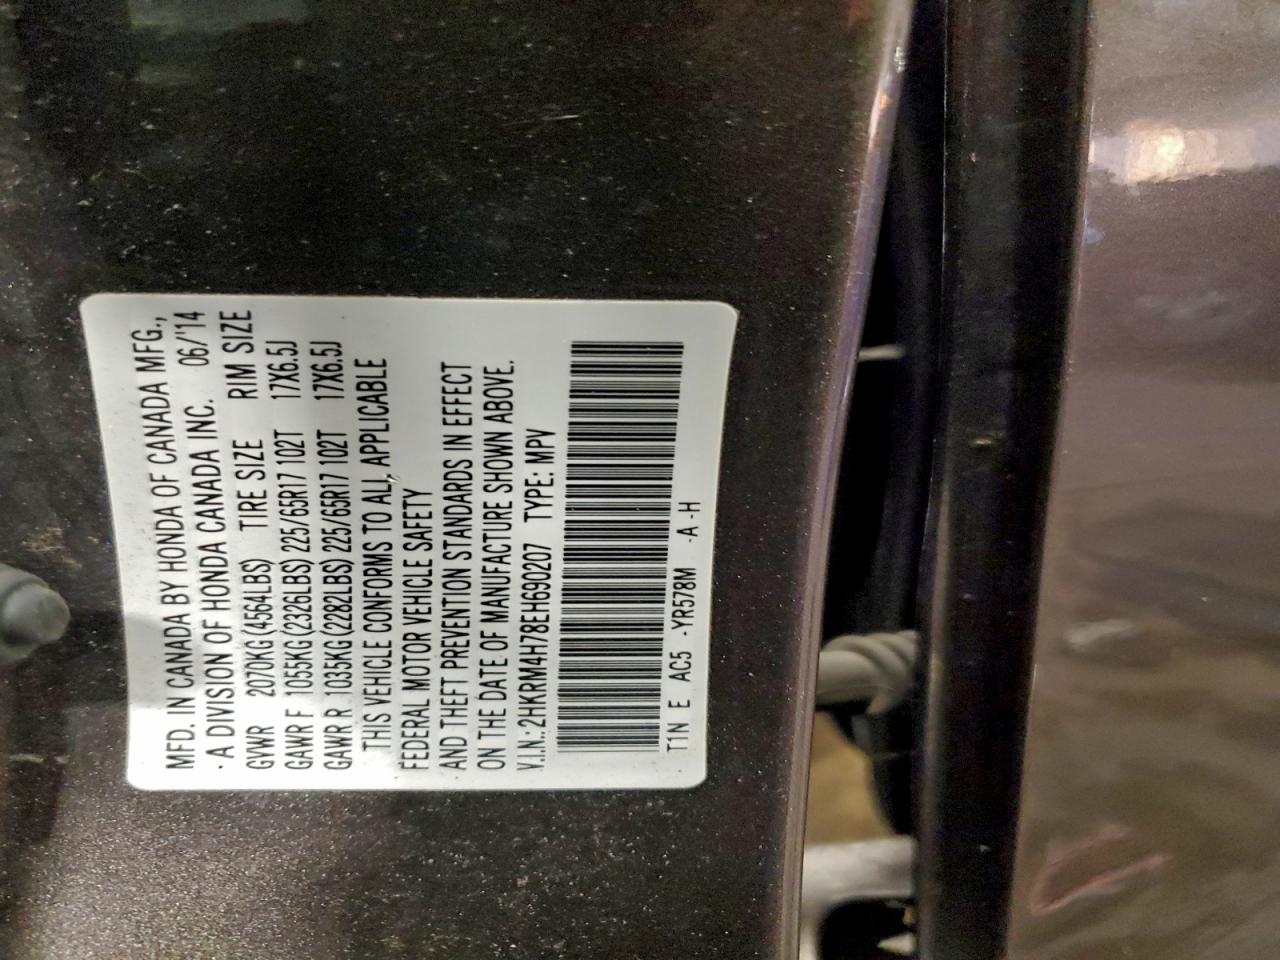 MFD. IN CANADA BY HONDA OF CANADA MFG.,
A DIVISION OF HONDA CANADA INC. 06/'14
GVWR 2070KG (4564LBS) TIRE SIZE RIM SIZE
GAWR F 1055KG (2326LBS) 225/65R17 102T 17X6.5J
GAWR R 1035KG (2282LBS) 225/65R17 102T 17X6.5J
THIS VEHICLE CONFORMS TO ALL APPLICABLE
FEDERAL MOTOR VEHICLE SAFETY
AND THEFT PREVENTION STANDARDS IN EFFECT
ON THE DATE OF MANUFACTURE SHOWN ABOVE.
V.I.N.: 2HKRM4H78EH690207 TYPE: MPV
T1N E AC5 -YR578M -A -H